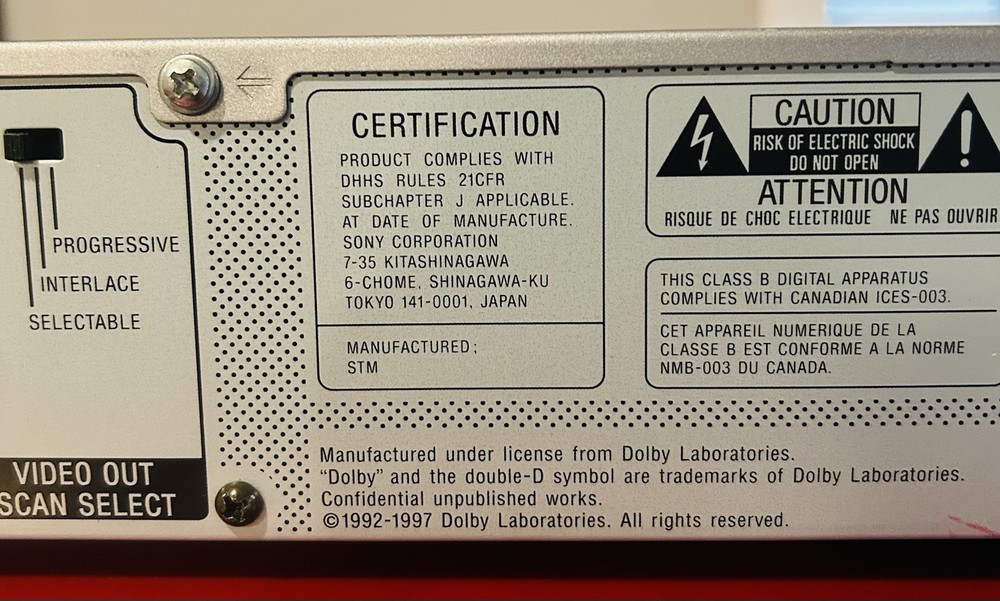 PROGRESSIVE
INTERLACE
SELECTABLE
VIDEO OUT
SCAN SELECT
CERTIFICATION
PRODUCT COMPLIES WITH
DHHS RULES 21CFR
SUBCHAPTER J APPLICABLE.
AT DATE OF MANUFACTURE.
SONY CORPORATION
7-35 KITASHINAGAWA
6-CHOME, SHINAGAWA-KU
TOKYO 141-0001, JAPAN
MANUFACTURED;
STM
CAUTION
RISK OF ELECTRIC SHOCK
DO NOT OPEN
ATTENTION
RISQUE DE CHOC ELECTRIQUE NE PAS OUVRIR
THIS CLASS B DIGITAL APPARATUS
COMPLIES WITH CANADIAN ICES-003.
CET APPAREIL NUMERIQUE DE LA
CLASSE B EST CONFORME A LA NORME
NMB-003 DU CANADA.
Manufactured under license from Dolby Laboratories.
“Dolby” and the double-D symbol are trademarks of Dolby Laboratories.
Confidential unpublished works.
©1992-1997 Dolby Laboratories. All rights reserved.